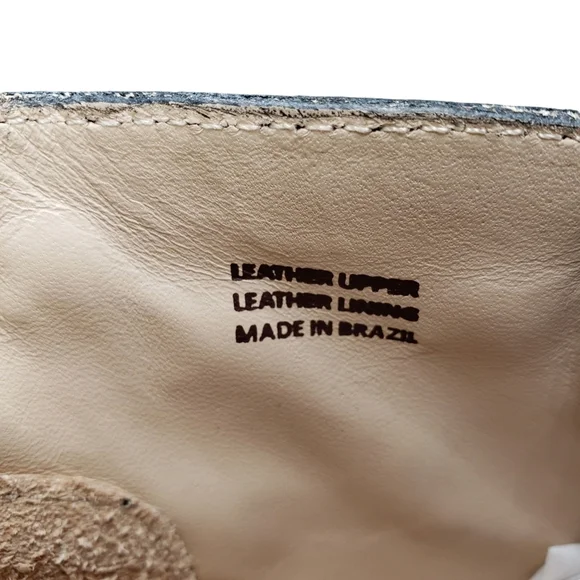 LEATHER UPPER
LEATHER LINING
MADE IN BRAZIL